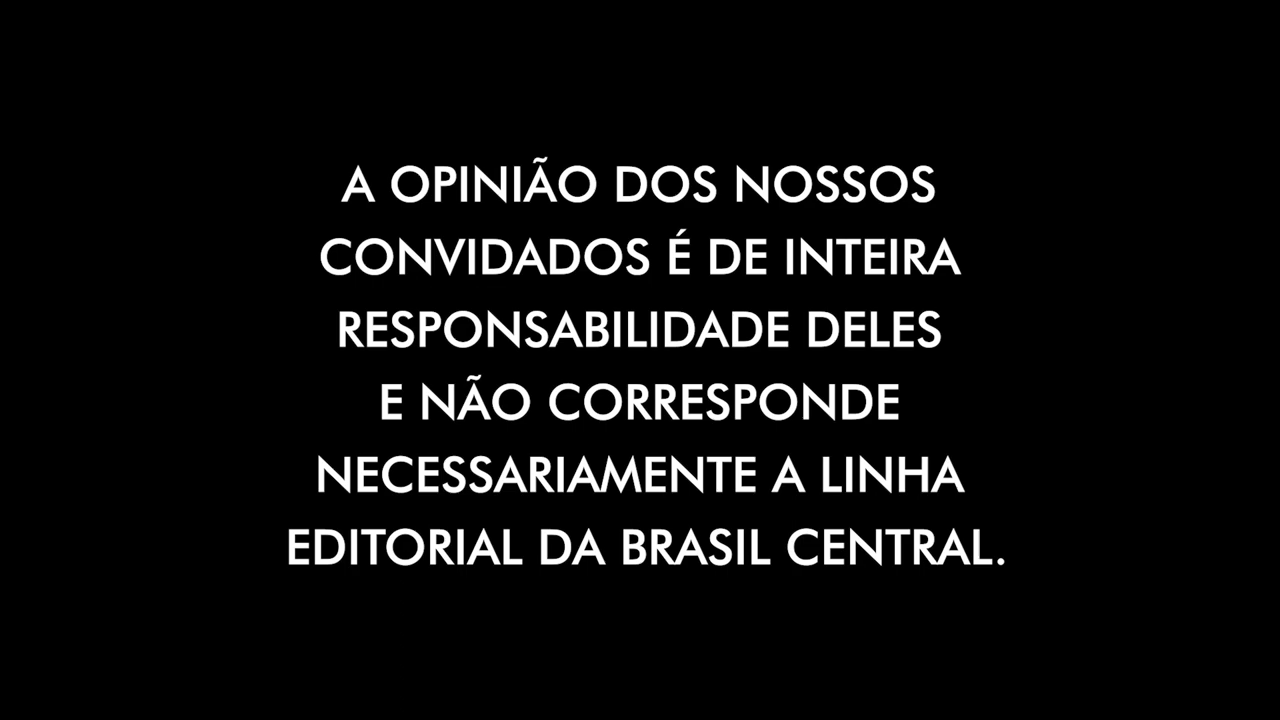 A OPINIÃO DOS NOSSOS
CONVIDADOS É DE INTEIRA
RESPONSABILIDADE DELES
E NÃO CORRESPONDE
NECESSARIAMENTE A LINHA
EDITORIAL DA BRASIL CENTRAL.